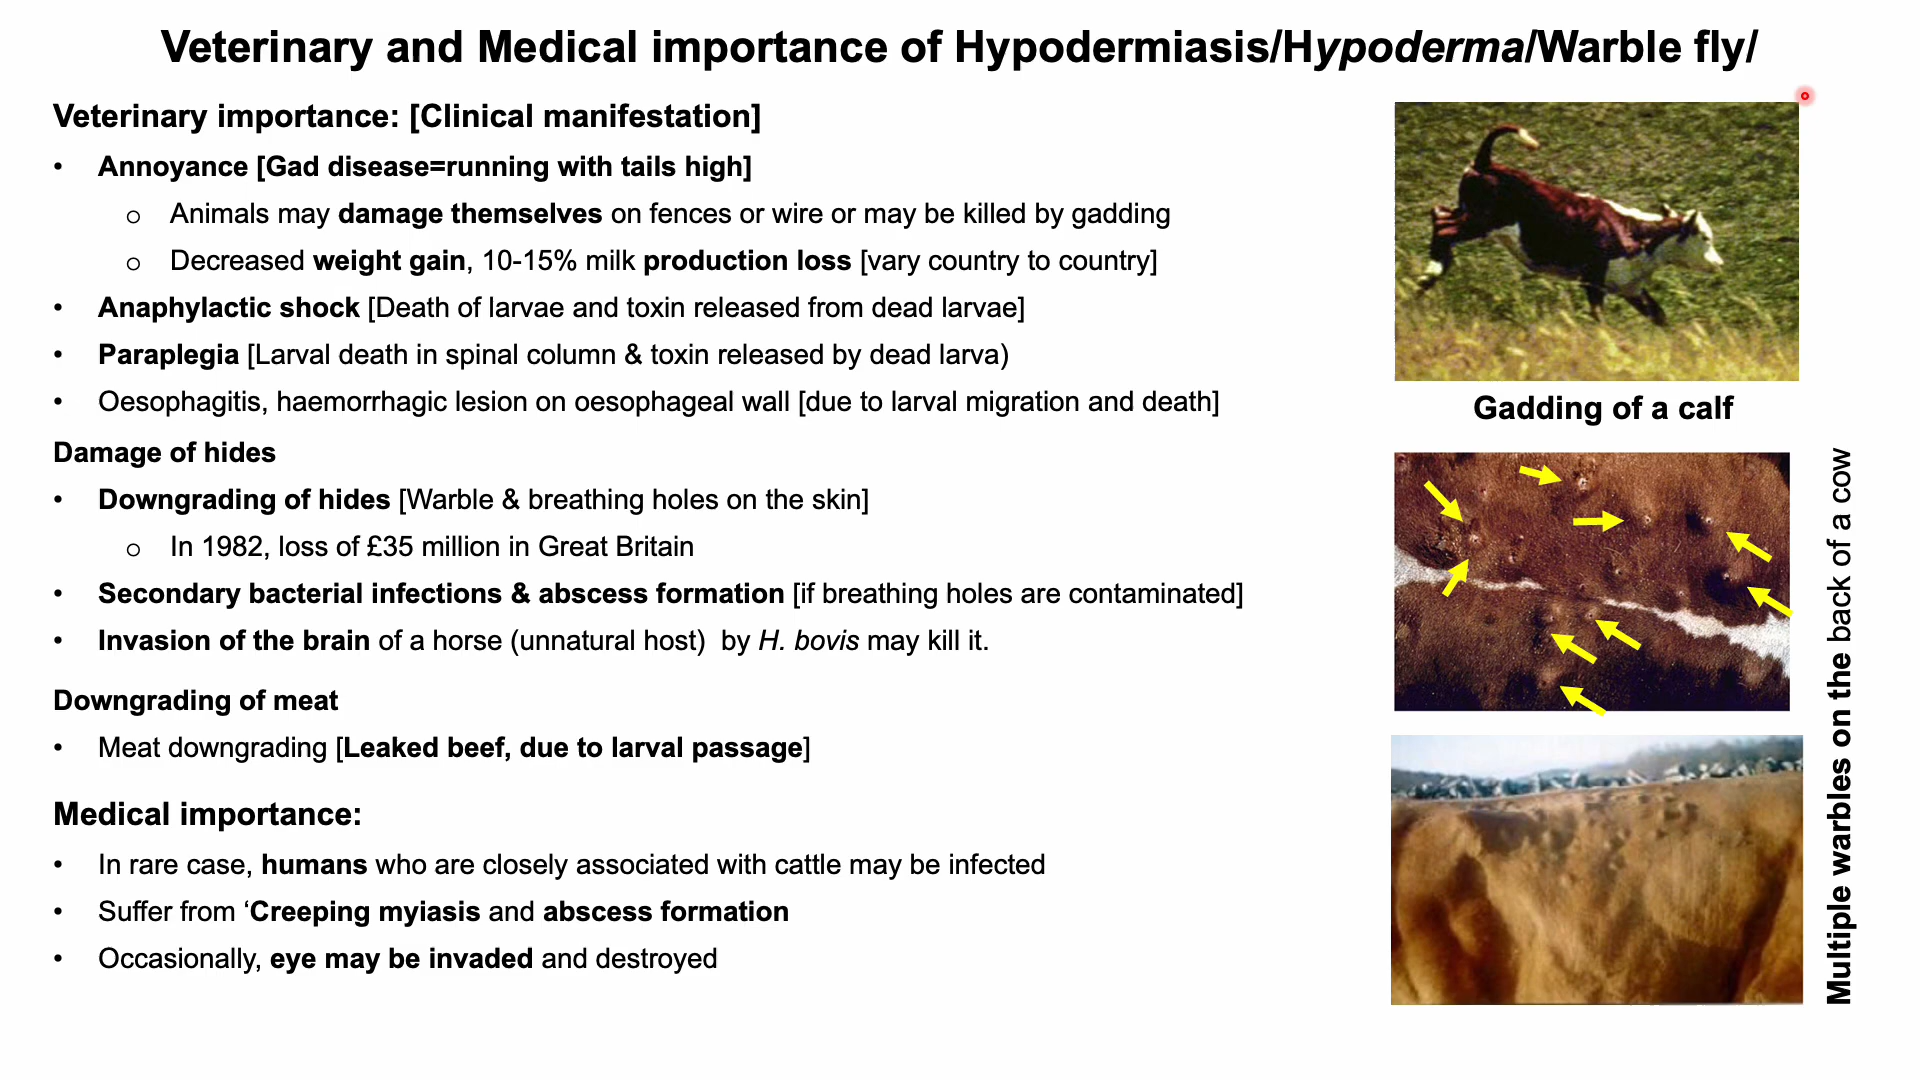 Veterinary and Medical importance of Hypodermiasis/Hypoderma/Warble fly/
Veterinary importance: [Clinical manifestation]
• Annoyance [Gad disease=running with tails high]
o Animals may damage themselves on fences or wire or may be killed by gadding
o Decreased weight gain, 10-15% milk production loss [vary country to country]
• Anaphylactic shock [Death of larvae and toxin released from dead larvae]
• Paraplegia [Larval death in spinal column & toxin released by dead larva)
• Oesophagitis, haemorrhagic lesion on oesophageal wall [due to larval migration and death]
Damage of hides
• Downgrading of hides [Warble & breathing holes on the skin]
o In 1982, loss of £35 million in Great Britain
• Secondary bacterial infections & abscess formation [if breathing holes are contaminated]
• Invasion of the brain of a horse (unnatural host) by H. bovis may kill it.
Downgrading of meat
• Meat downgrading [Leaked beef, due to larval passage]
Medical importance:
• In rare case, humans who are closely associated with cattle may be infected
• Suffer from ‘Creeping myiasis and abscess formation
• Occasionally, eye may be invaded and destroyed
Gadding of a calf
Multiple warbles on the back of a cow